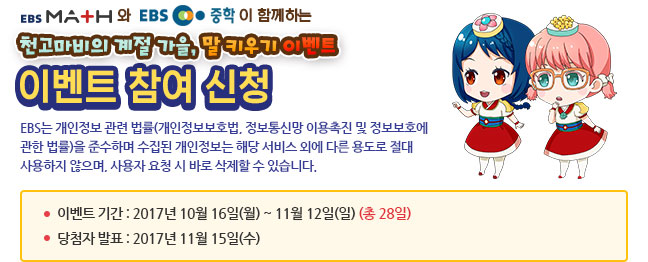 EBS MATH 와 EBS 중학 이 함께하는
천고마비의 계절 가을, 말 키우기 이벤트
이벤트 참여 신청
EBS는 개인정보 관련 법률(개인정보보호법, 정보통신망 이용촉진 및 정보보호에
관한 법률)을 준수하며 수집된 개인정보는 해당 서비스 외에 다른 용도로 절대
사용하지 않으며, 사용자 요청 시 바로 삭제할 수 있습니다.
• 이벤트 기간 : 2017년 10월 16일(월) ~ 11월 12일(일) (총 28일)
• 당첨자 발표 : 2017년 11월 15일(수)